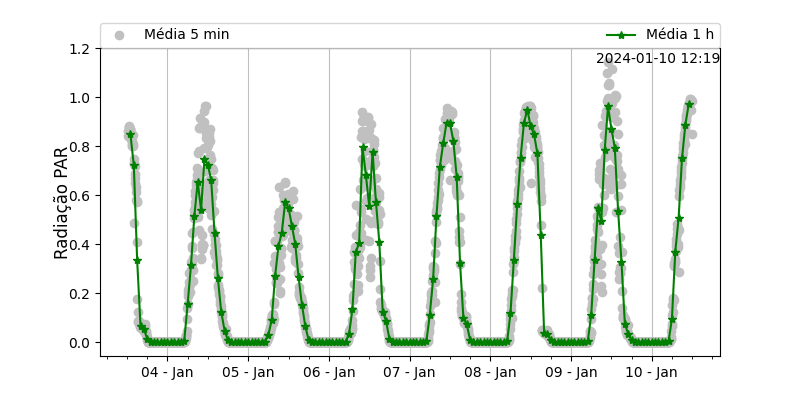 Média 5 min
Média 1 h
2024-01-10 12:19
Radiação PAR
1.2
1.0
0.8
0.6
0.4
0.2
0.0
04 - Jan
05 - Jan
06 - Jan
07 - Jan
08 - Jan
09 - Jan
10 - Jan